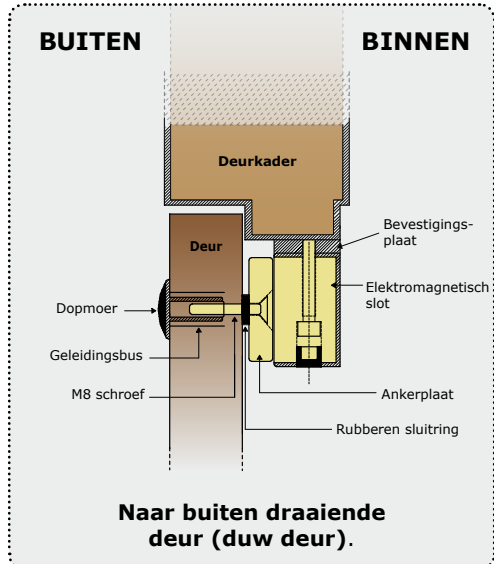 BUITEN
BINNEN
Deurkader
Deur
Bevestigings-
plaat
Elektromagnetisch
slot
Dopmoer
Geleidingsbus
M8 schroef
Ankerplaat
Rubberen sluitring
Naar buiten draaiende
deur (duw deur).